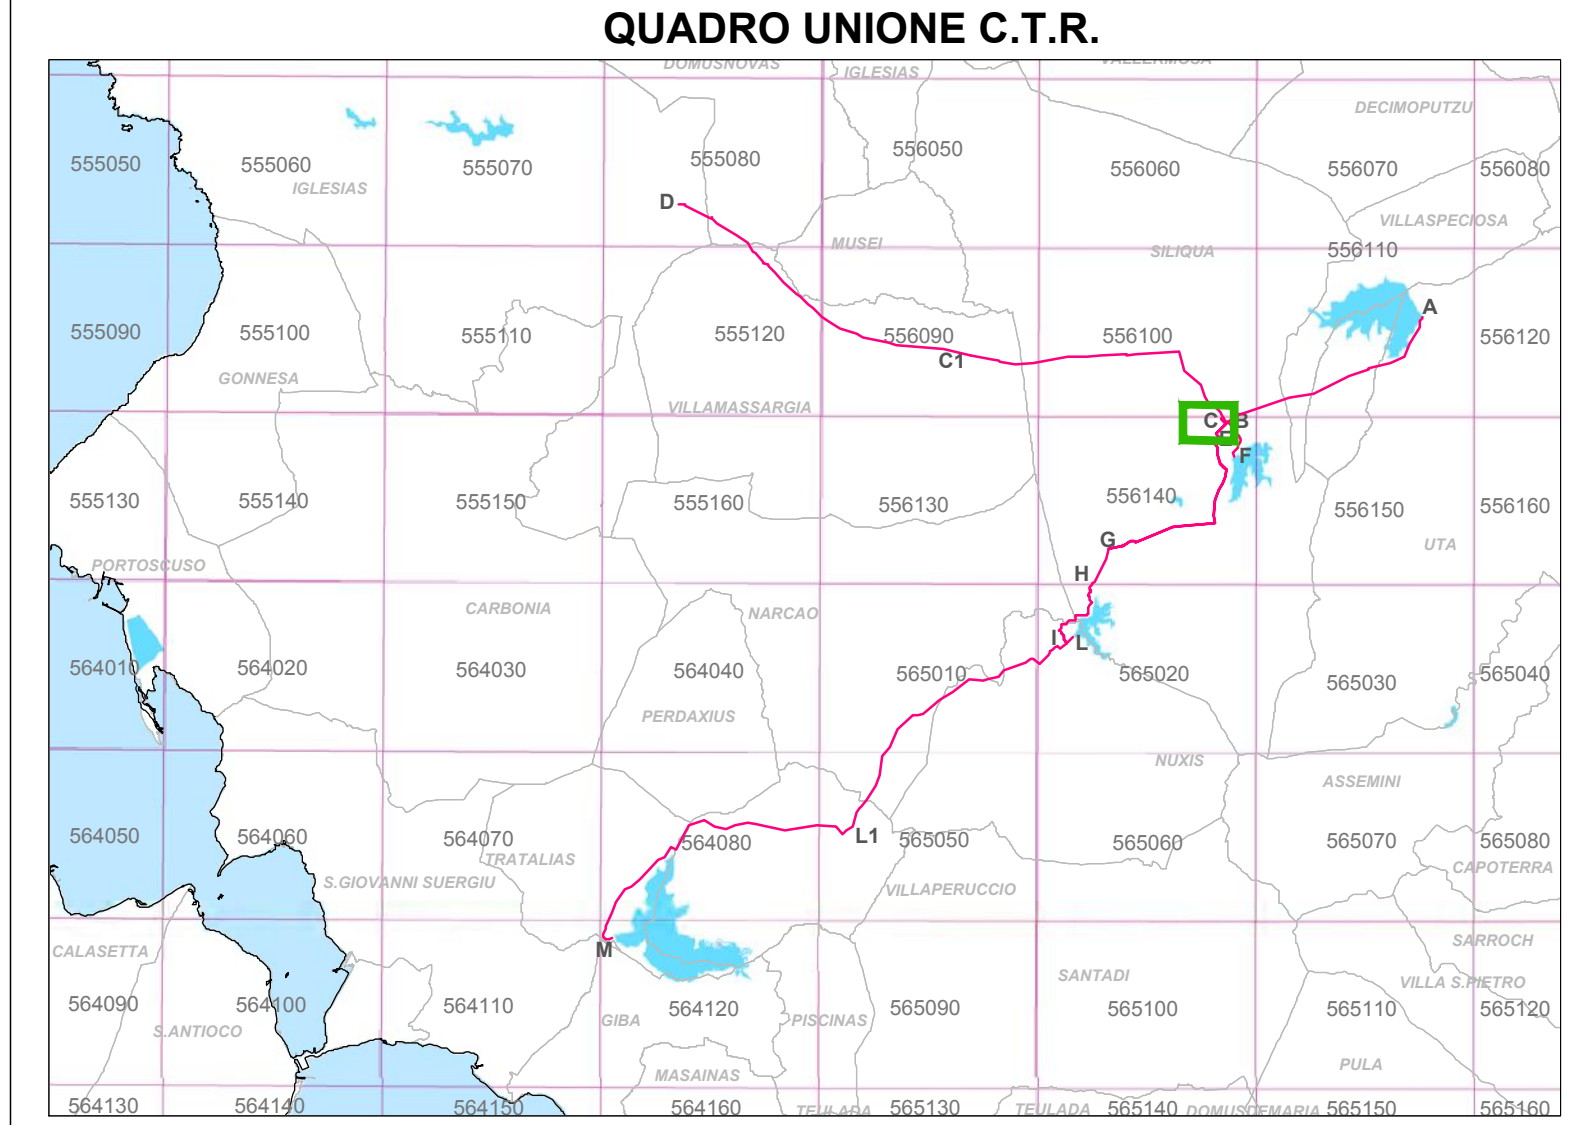 QUADRO UNIONE C.T.R.
DOMUSNOVAS
IGLESIAS
VALLERMOSA
DECIMOPUTZU
555050
555060
555070
555080
556050
556060
556070
556080
IGLESIAS
D
VILLASPECIOSA
MUSEI
SILIQUA
556110
A
555090
555100
555110
555120
556090
556100
556120
C1
GONNESA
VILLAMASSARGIA
C
B
E
F
555130
555140
555150
555160
556130
556140
556150
556160
G
UTA
PORTOSCUSO
H
CARBONIA
NARCAO
I
L
564010
564020
564030
564040
565010
565020
565030
565040
PERDAXIUS
NUXIS
ASSEMINI
564050
564060
564070
564080
L1
565050
565060
565070
565080
TRATALIAS
CAPOTERRA
S.GIOVANNI SUERGIU
VILLAPERUCCIO
M
CALASETTA
SARROCH
SANTADI
VILLA S.PIETRO
564090
564100
564110
564120
565090
565100
565110
565120
S.ANTIOCO
GIBA
PISCINAS
PULA
MASAINAS
564130
564140
564150
564160
TEULADA
565130
TEULADA
565140
DOMUSDEMARIA
565150
565160